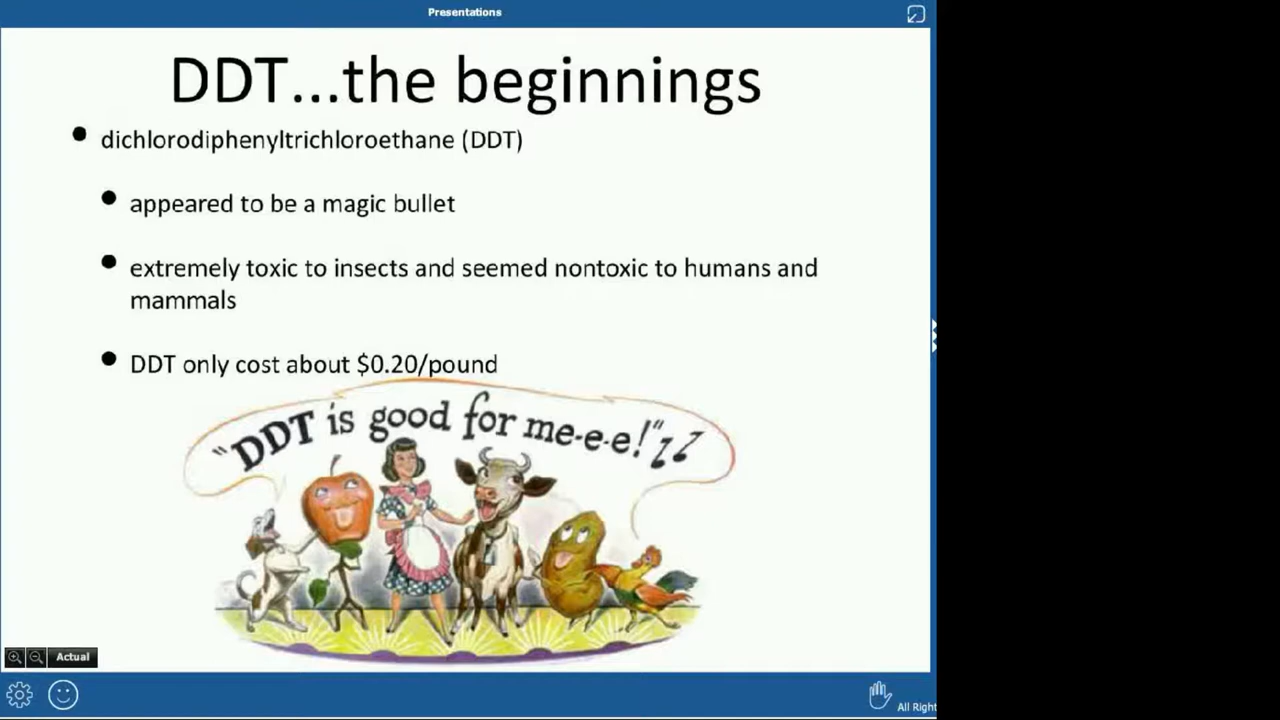 Presentations
DDT...the beginnings
dichlorodiphenyltrichloroethane (DDT)
appeared to be a magic bullet
extremely toxic to insects and seemed nontoxic to humans and
mammals
DDT only cost about $0.20/pound
"DDT is good for me-e-e!"
Actual
All Right